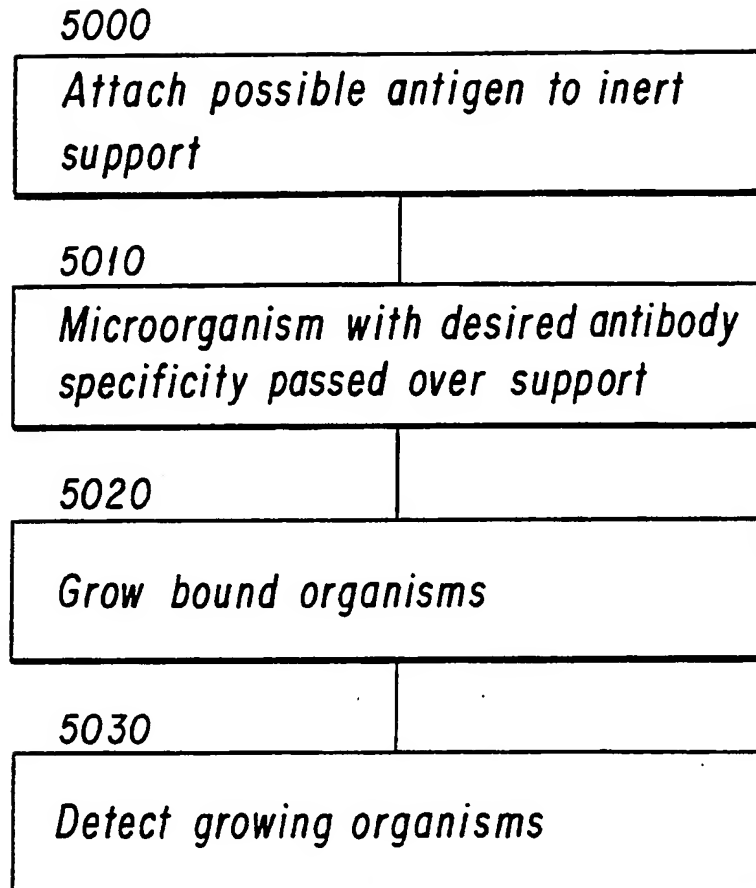 5000
Attach possible antigen to inert
support
5010
Microorganism with desired antibody
specificity passed over support
5020
Grow bound organisms
5030
Detect growing organisms